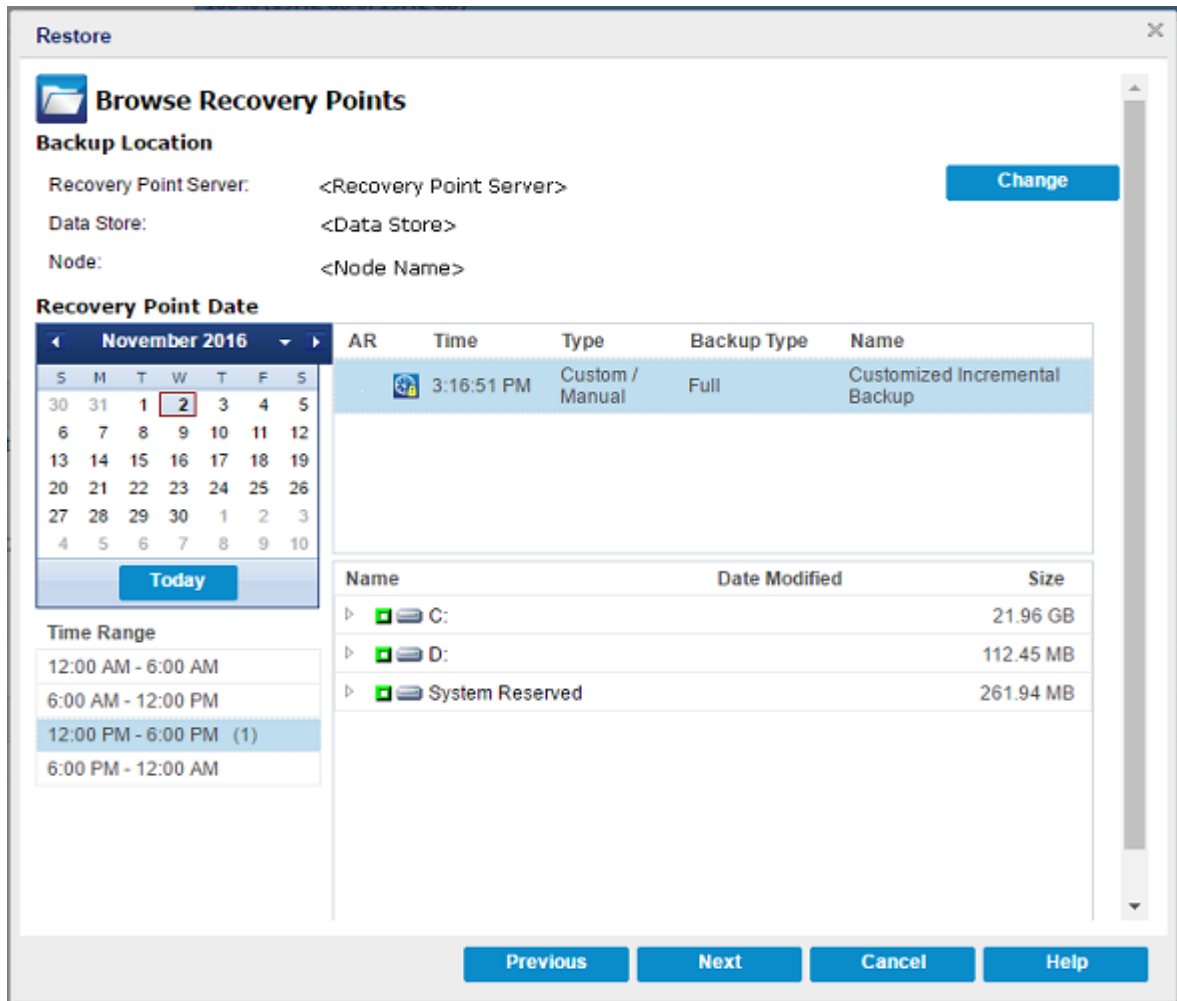 Restore
Browse Recovery Points
Backup Location
Recovery Point Server: <Recovery Point Server> Change
Data Store: <Data Store>
Node: <Node Name>
Recovery Point Date
November 2016
S M T W T F S
30 31 1 2 3 4 5
6 7 8 9 10 11 12
13 14 15 16 17 18 19
20 21 22 23 24 25 26
27 28 29 30 1 2 3
4 5 6 7 8 9 10
Today
Time Range
12:00 AM - 6:00 AM
6:00 AM - 12:00 PM
12:00 PM - 6:00 PM (1)
6:00 PM - 12:00 AM
AR Time Type Backup Type Name
3:16:51 PM Custom / Manual Full Customized Incremental Backup
Name Date Modified Size
C: 21.96 GB
D: 112.45 MB
System Reserved 261.94 MB
Previous Next Cancel Help